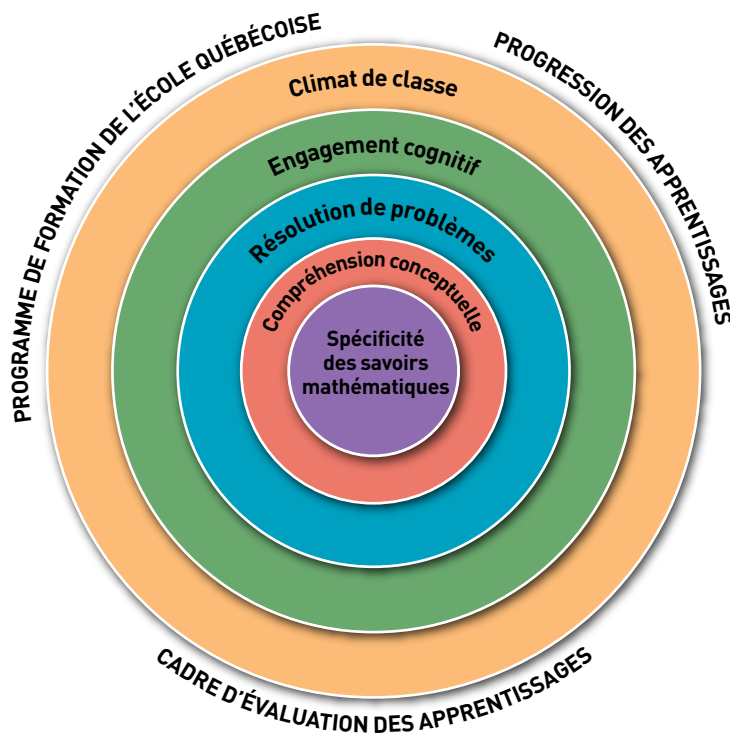 PROGRAMME DE FORMATION DE L'ÉCOLE QUÉBÉCOISE
PROGRESSION DES APPRENTISSAGES
Climat de classe
Engagement cognitif
Résolution de problèmes
Compréhension conceptuelle
Spécificité
des savoirs
mathématiques
CADRE D'ÉVALUATION DES APPRENTISSAGES